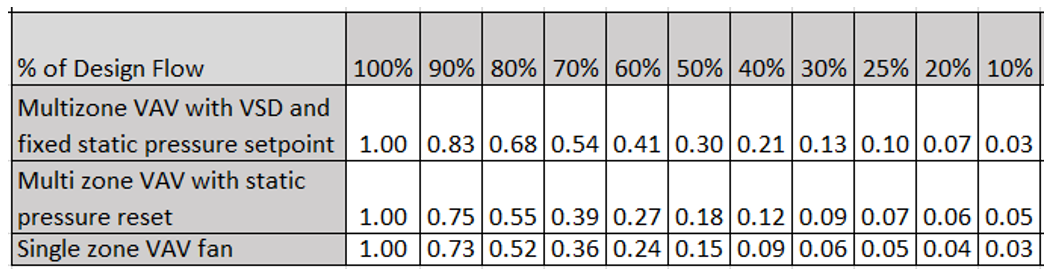 % of Design Flow 100% 90% 80% 70% 60% 50% 40% 30% 25% 20% 10%
Multizone VAV with VSD and
fixed static pressure setpoint 1.00 0.83 0.68 0.54 0.41 0.30 0.21 0.13 0.10 0.07 0.03
Multi zone VAV with static
pressure reset 1.00 0.75 0.55 0.39 0.27 0.18 0.12 0.09 0.07 0.06 0.05
Single zone VAV fan 1.00 0.73 0.52 0.36 0.24 0.15 0.09 0.06 0.05 0.04 0.03